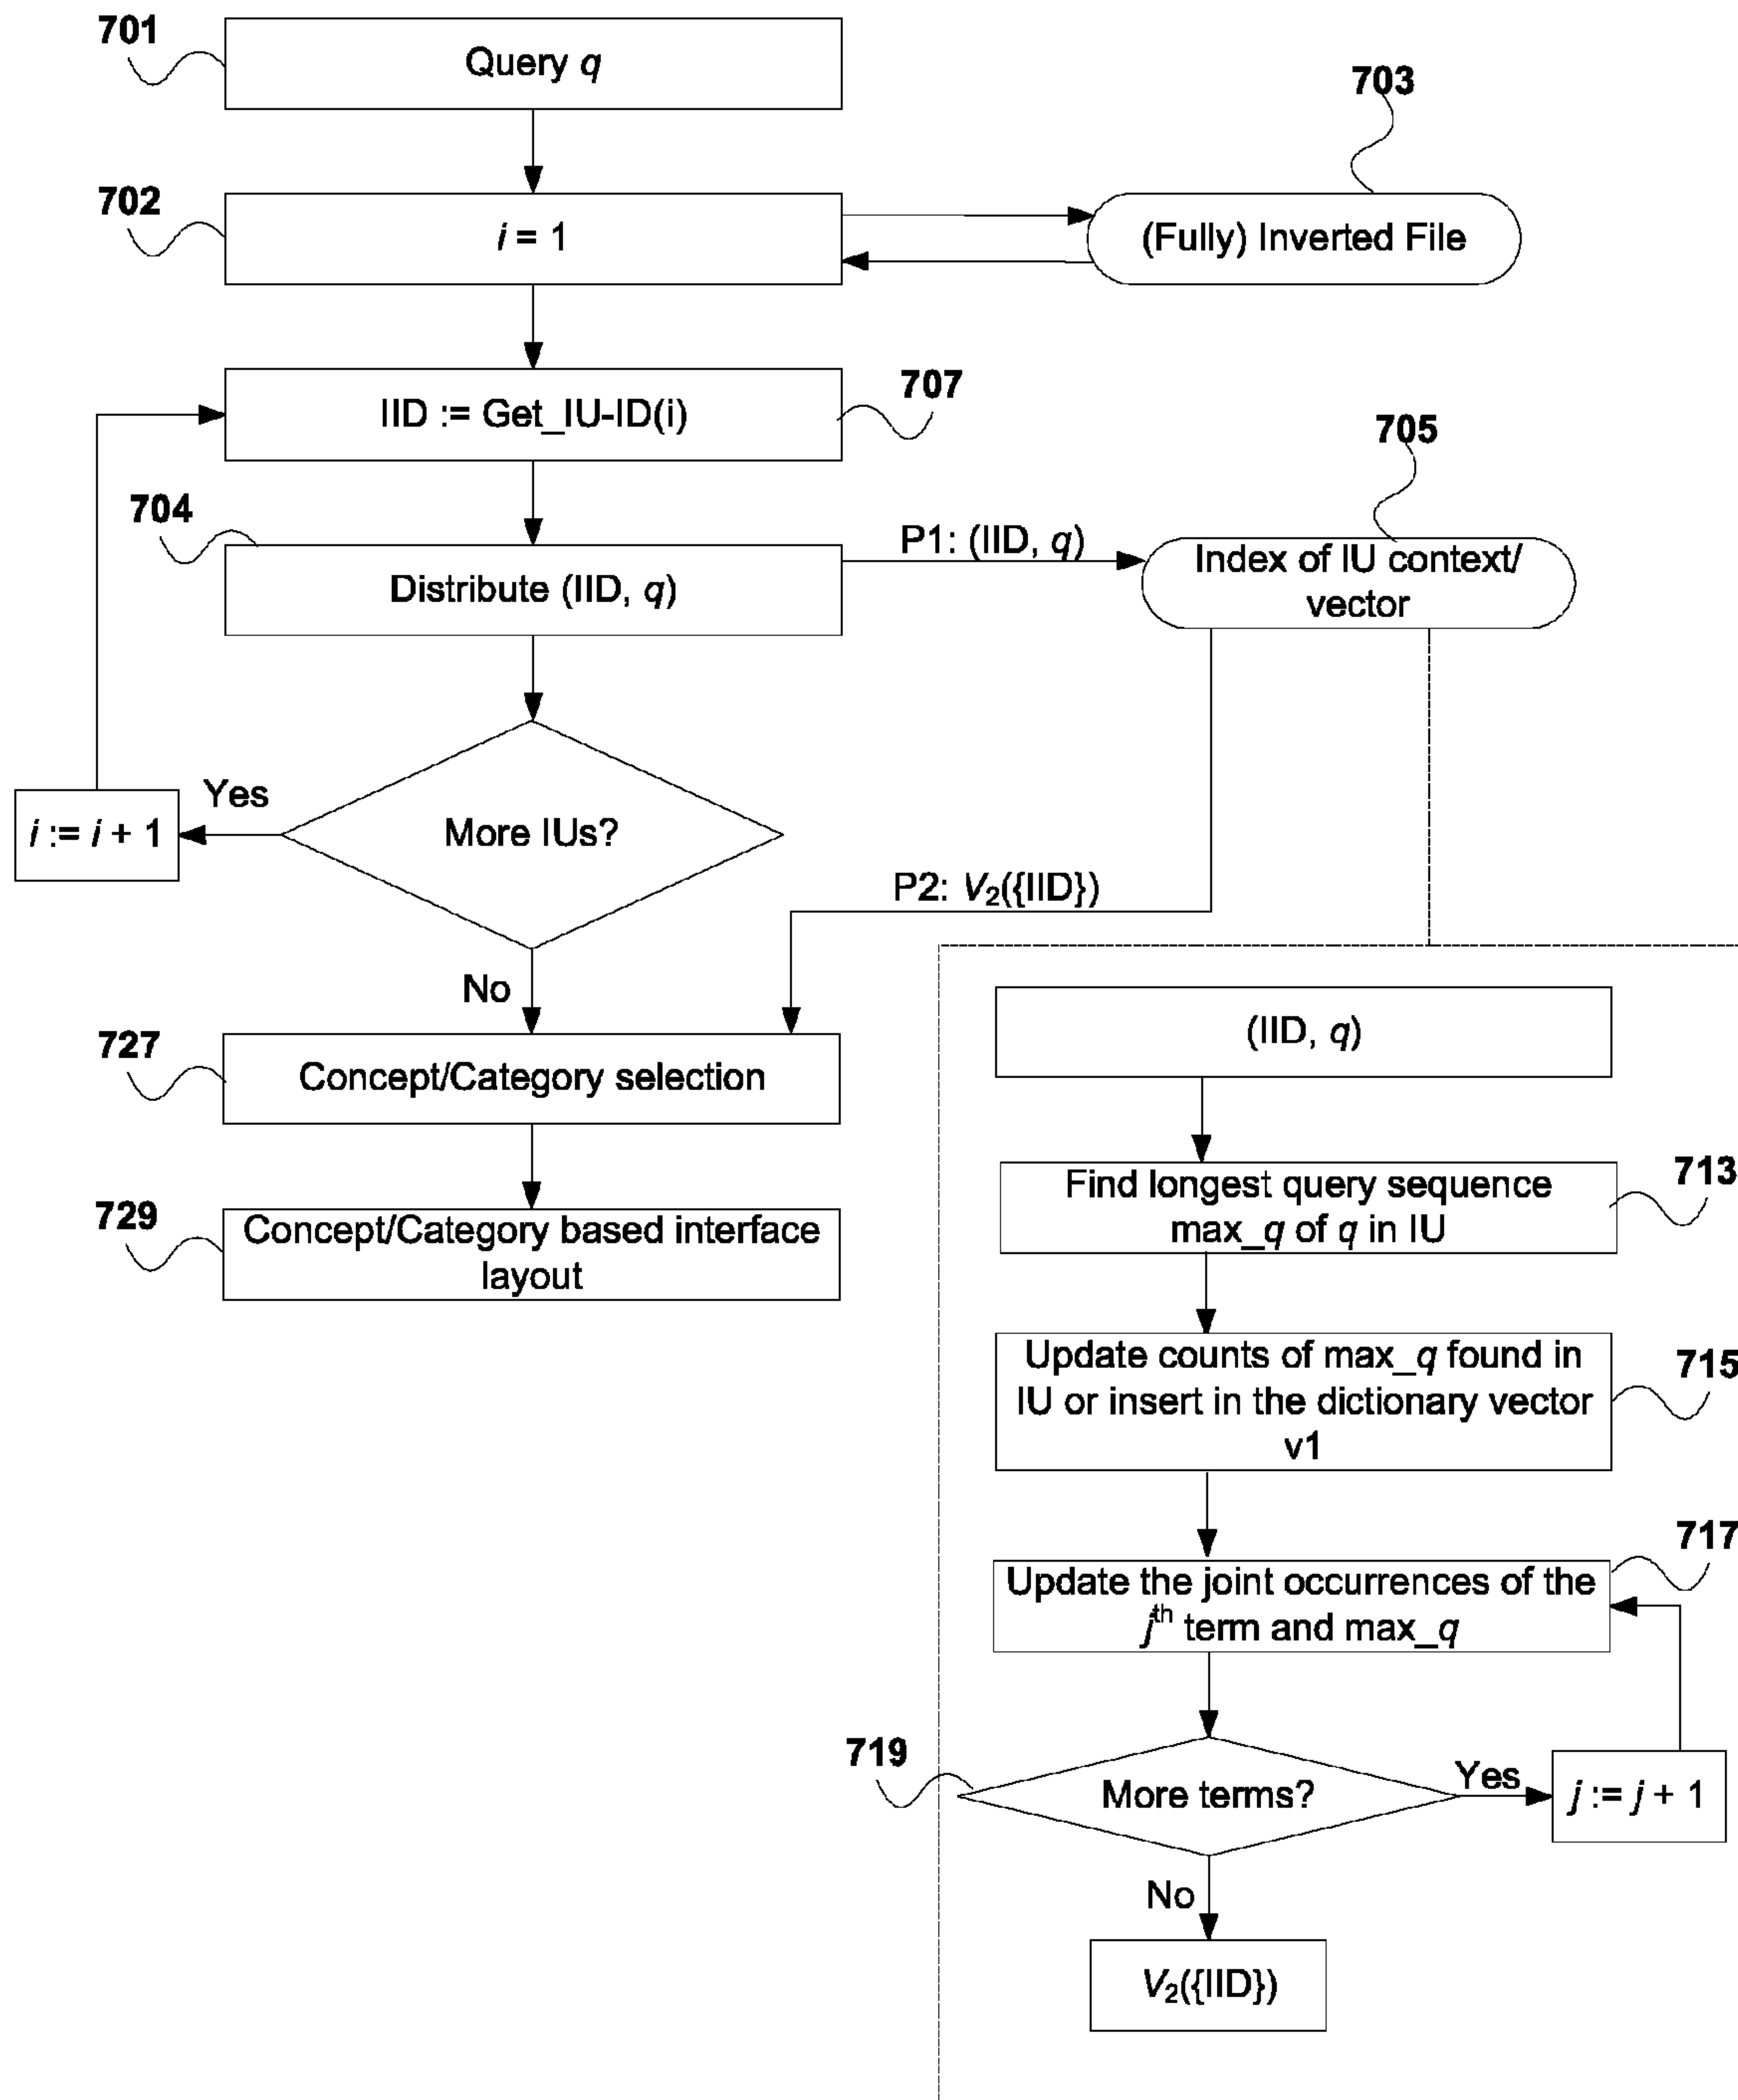 701
Query q
703
702
i = 1
(Fully) Inverted File
707
IID := Get_IU-ID(i)
705
704
P1: (IID, q)
Distribute (IID, q)
Index of IU context/
vector
Yes
i := i + 1
More IUs?
P2: V₂({IID})
No
727
Concept/Category selection
729
Concept/Category based interface
layout
(IID, q)
713
Find longest query sequence
max_q of q in IU
715
Update counts of max_q found in
IU or insert in the dictionary vector
v1
717
Update the joint occurrences of the
jth term and max_q
719
More terms?
Yes
j := j + 1
No
V₂({IID})